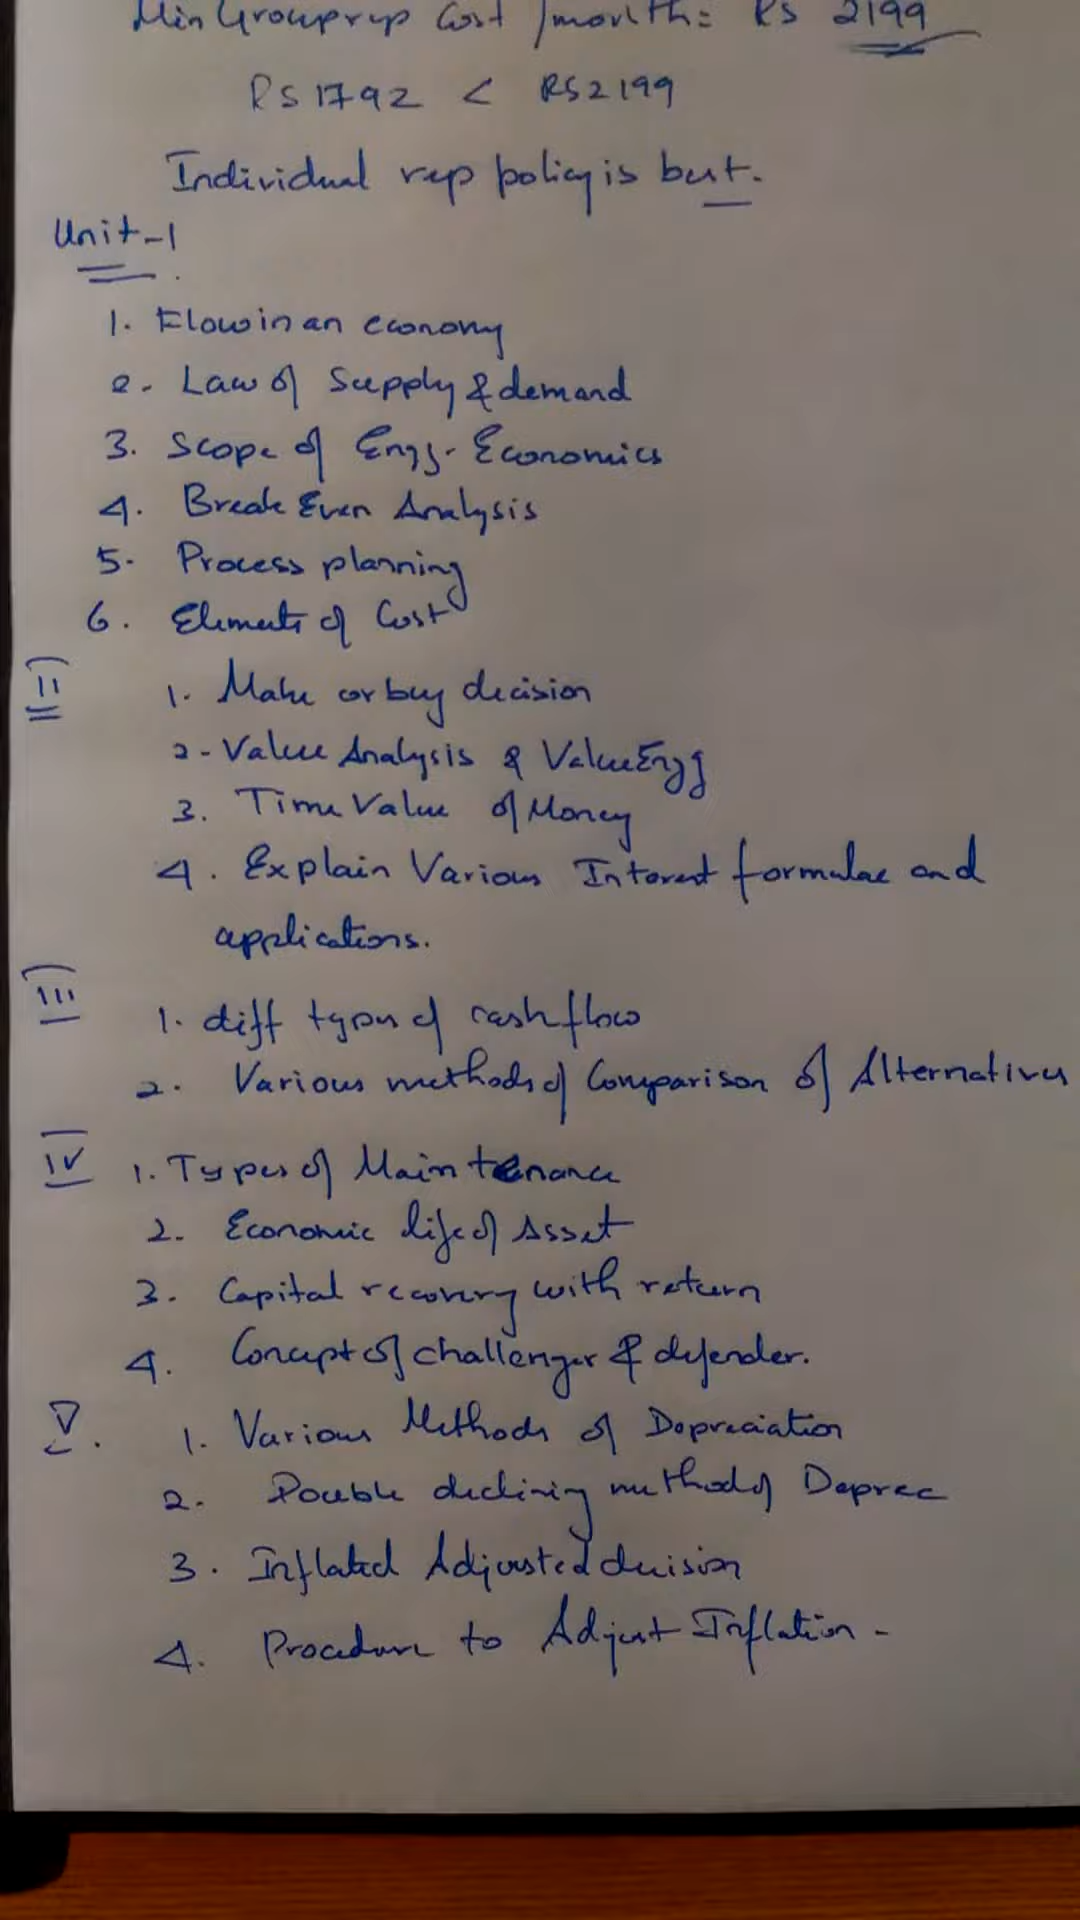 Min Group rep Cost /month = Rs 2199
RS 1792 < RS 2199
Individual rep policy is best.
Unit-1
1. Flow in an economy
2. Law of Supply & demand
3. Scope of Engg. Economics
4. Break Even Analysis
5. Process planning
6. Elements of Cost
II
1. Make or buy decision
2. Value Analysis & Value Engg
3. Time Value of Money
4. Explain Various Interest formulae and
applications.
III
1. diff types of cash flow
2. Various methods of Comparison of Alternatives
IV 1. Types of Maintenance
2. Economic life of Asset
3. Capital recovery with return
4. Concept of challenger & defender.
V. 1. Various Methods of Depreciation
2. Double declining method of Deprec
3. Inflated Adjusted decision
4. Procedure to Adjust Inflation -